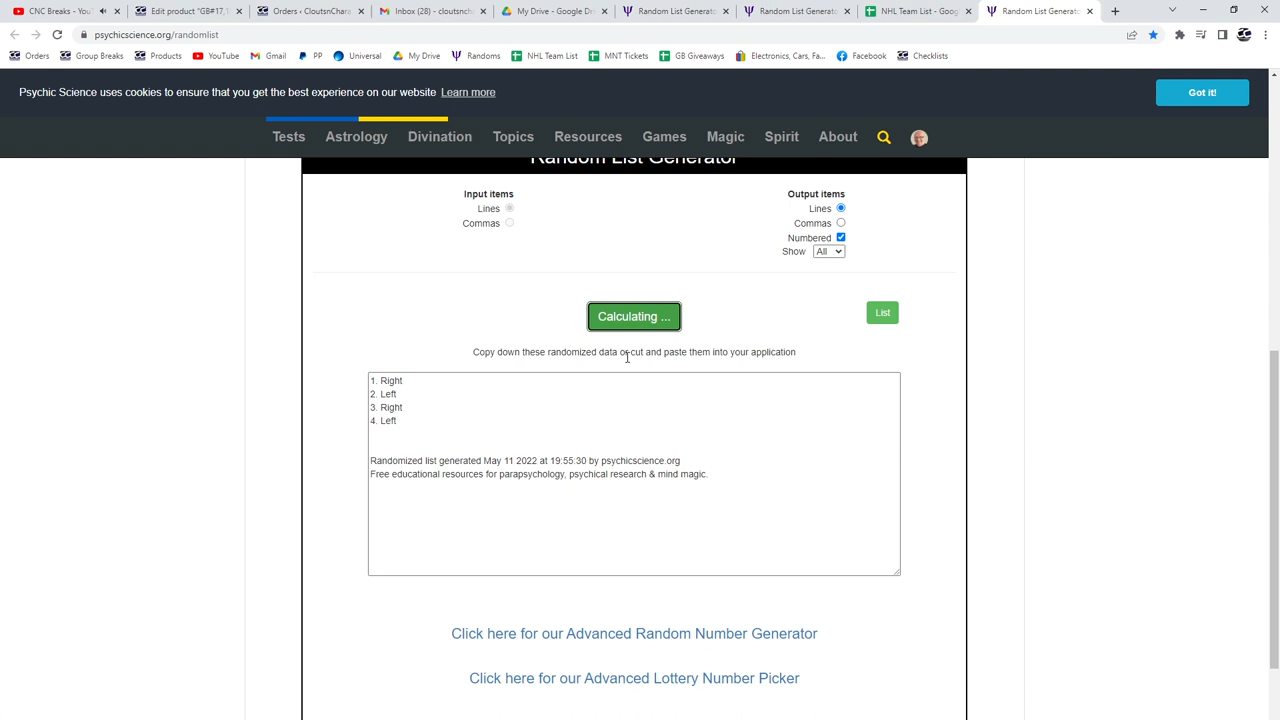 CNC Breaks - You
Edit product "GB#17,1
Orders ‹ CloutsnChara
Inbox (28) - cloutsnch
My Drive - Google Dr
Random List Generato
Random List Generato
NHL Team List - Goog
Random List Generato
psychicscience.org/randomlist
Orders
Group Breaks
Products
YouTube
Gmail
PP
Universal
My Drive
Randoms
NHL Team List
MNT Tickets
GB Giveaways
Electronics, Cars, Fa...
Facebook
Checklists
Psychic Science uses cookies to ensure that you get the best experience on our website Learn more
Got it!
Tests
Astrology
Divination
Topics
Resources
Games
Magic
Spirit
About
Random List Generator
Input items
Lines
Commas
Output items
Lines
Commas
Numbered
Show All
Calculating ...
List
Copy down these randomized data or cut and paste them into your application
1. Right
2. Left
3. Right
4. Left
Randomized list generated May 11 2022 at 19:55:30 by psychicscience.org
Free educational resources for parapsychology, psychical research & mind magic.
Click here for our Advanced Random Number Generator
Click here for our Advanced Lottery Number Picker